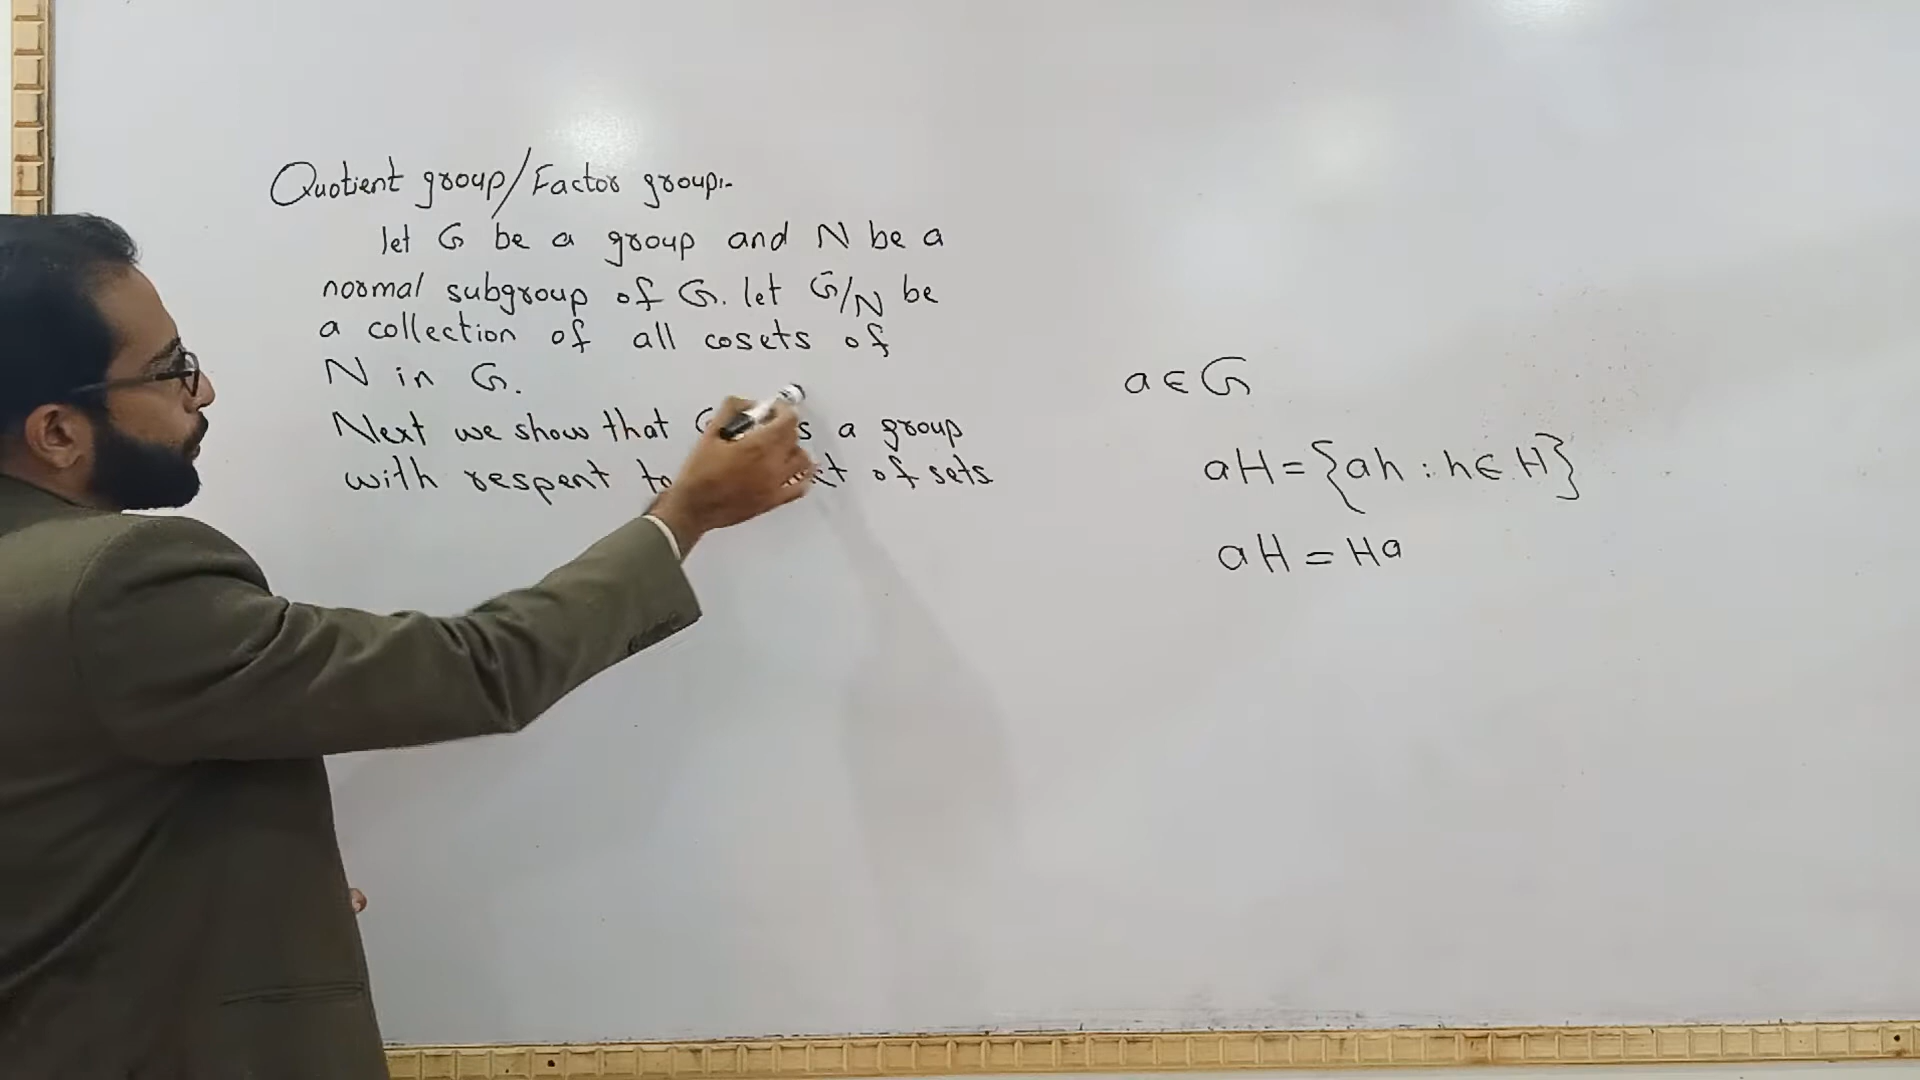 Quotient group/Factor group:-
let G be a group and N be a
normal subgroup of G. let G/N be
a collection of all cosets of
N in G.
Next we show that a group
with respent to of sets
a ∈ G
aH = {ah : h ∈ H}
aH = Ha